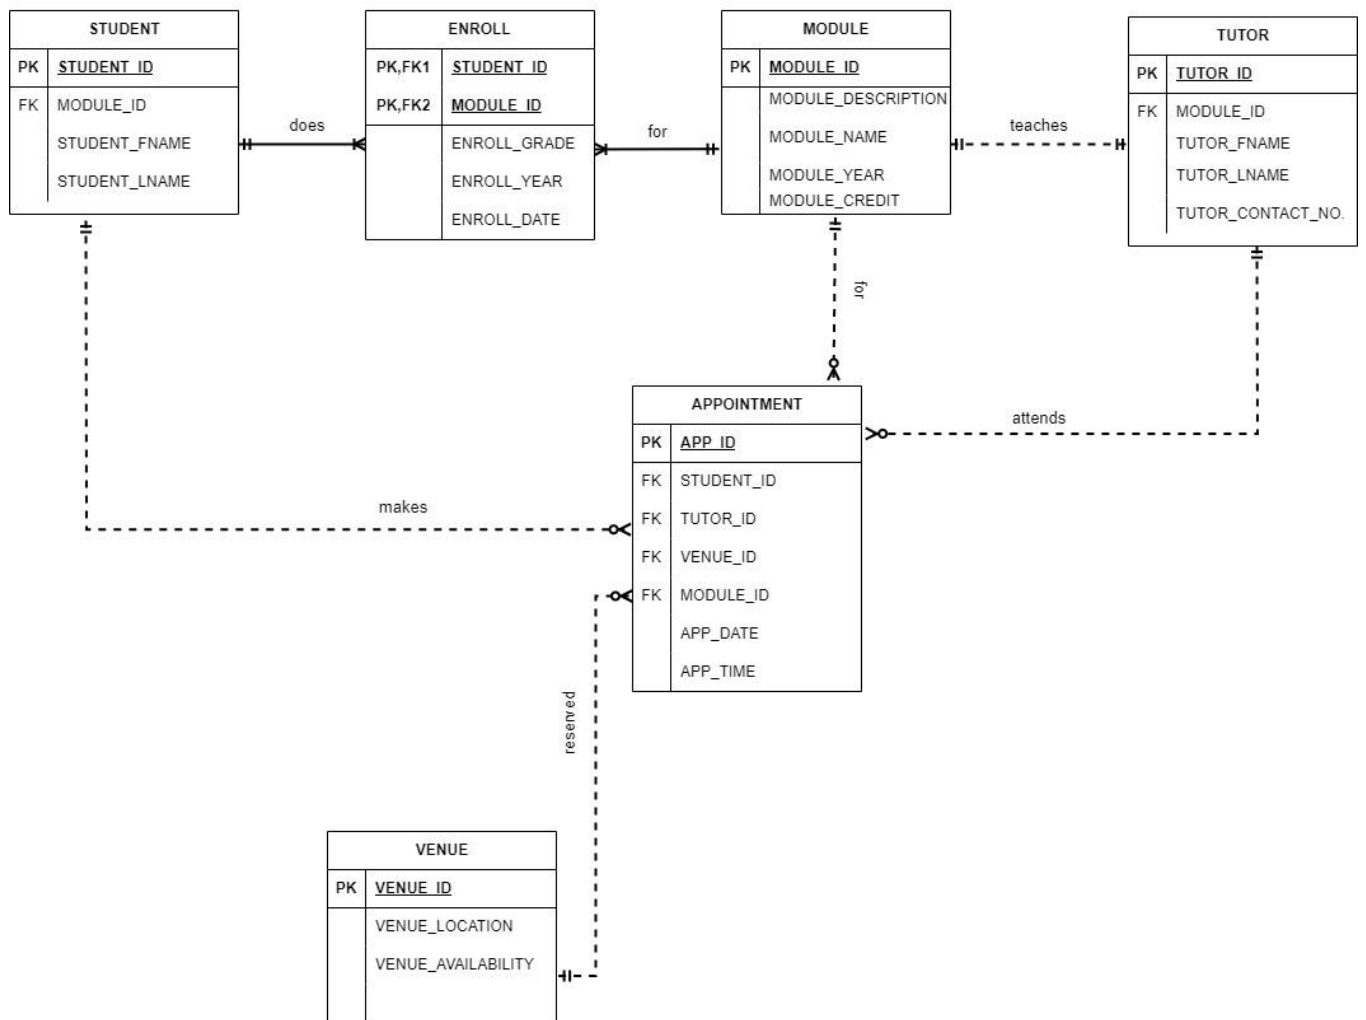 STUDENT
PK STUDENT_ID
FK MODULE_ID
STUDENT_FNAME
STUDENT_LNAME
does
ENROLL
PK,FK1 STUDENT_ID
PK,FK2 MODULE_ID
ENROLL_GRADE
ENROLL_YEAR
ENROLL_DATE
for
MODULE
PK MODULE_ID
MODULE_DESCRIPTION
MODULE_NAME
MODULE_YEAR
MODULE_CREDIT
teaches
TUTOR
PK TUTOR_ID
FK MODULE_ID
TUTOR_FNAME
TUTOR_LNAME
TUTOR_CONTACT_NO.
for
attends
makes
APPOINTMENT
PK APP_ID
FK STUDENT_ID
FK TUTOR_ID
FK VENUE_ID
FK MODULE_ID
APP_DATE
APP_TIME
reserved
VENUE
PK VENUE_ID
VENUE_LOCATION
VENUE_AVAILABILITY